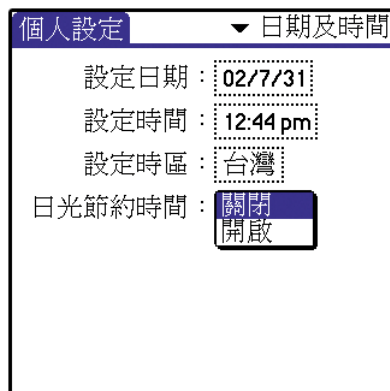 個人設定 ▼ 日期及時間
設定日期：02/7/31
設定時間：12:44 pm
設定時區：台灣
日光節約時間：關閉
開啟